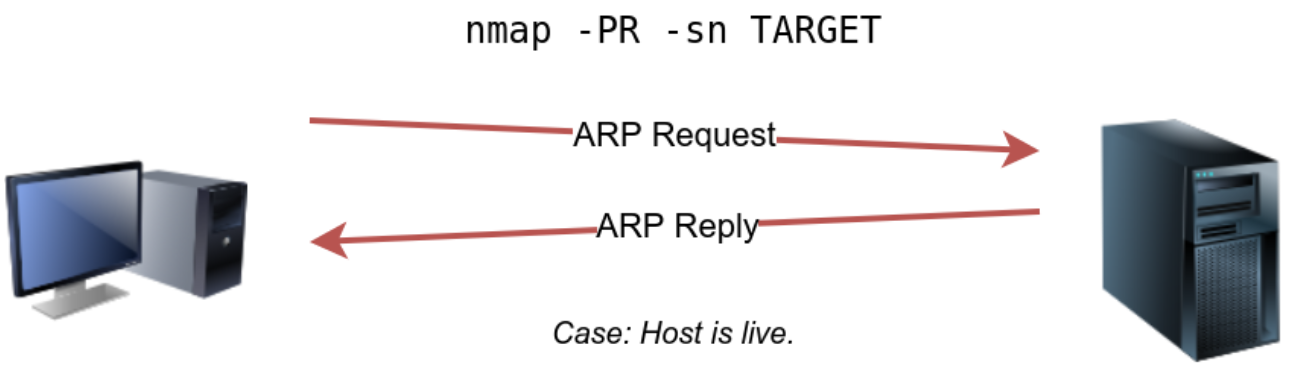 nmap -PR -sn TARGET
ARP Request
ARP Reply
Case: Host is live.